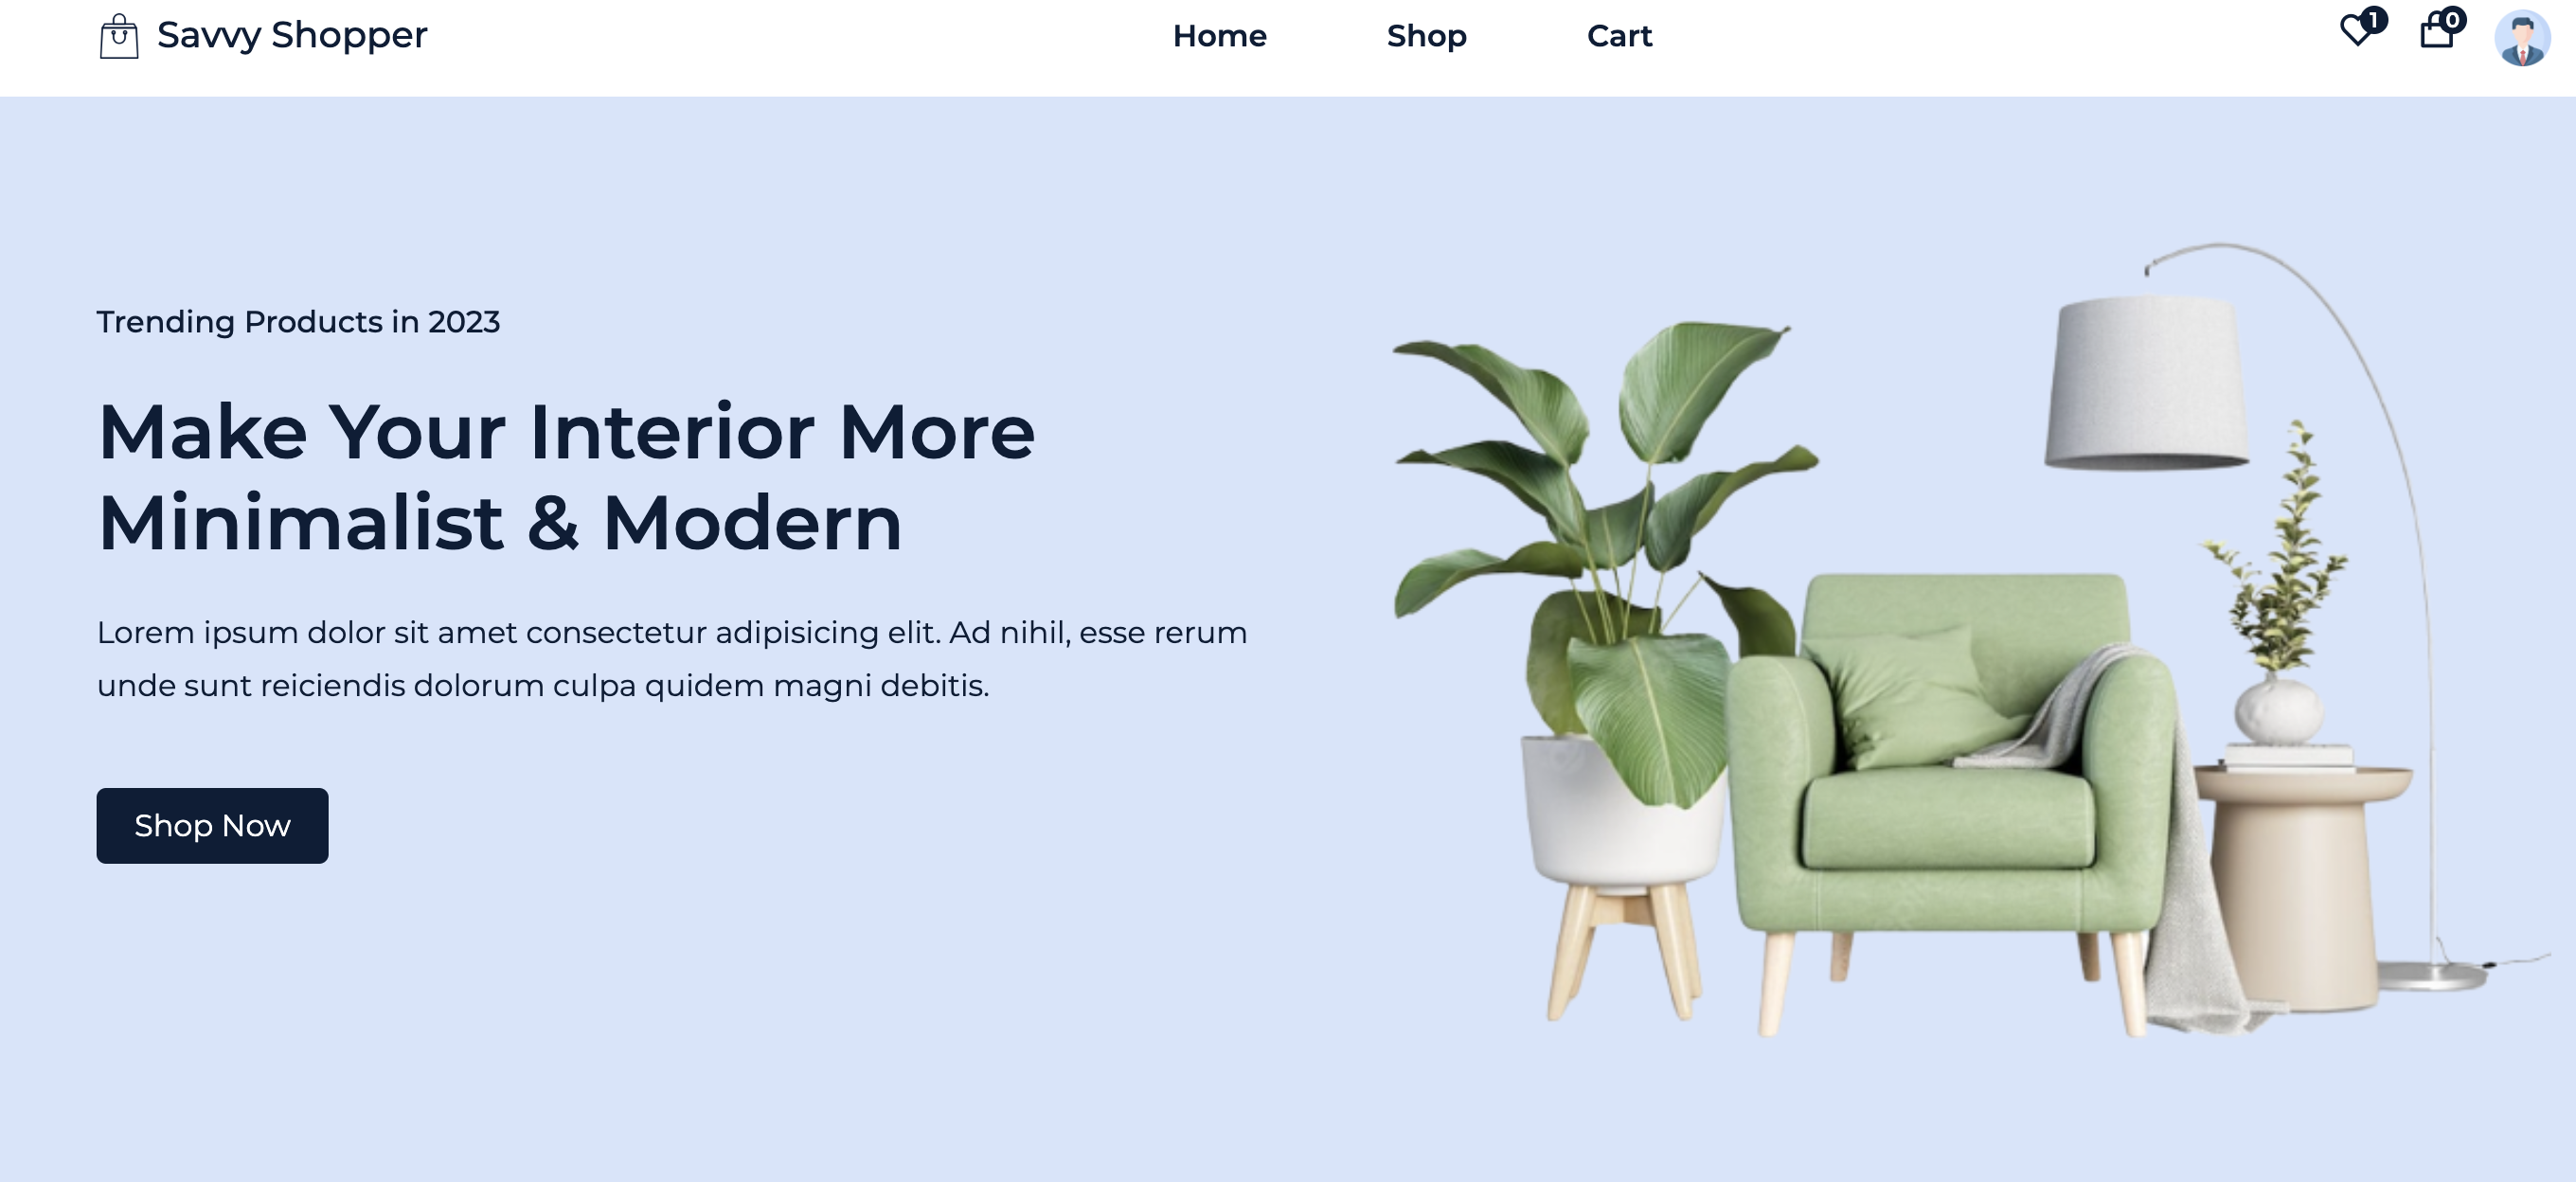 Savvy Shopper
Home Shop Cart
1 0
Trending Products in 2023
Make Your Interior More
Minimalist & Modern
Lorem ipsum dolor sit amet consectetur adipisicing elit. Ad nihil, esse rerum
unde sunt reiciendis dolorum culpa quidem magni debitis.
Shop Now